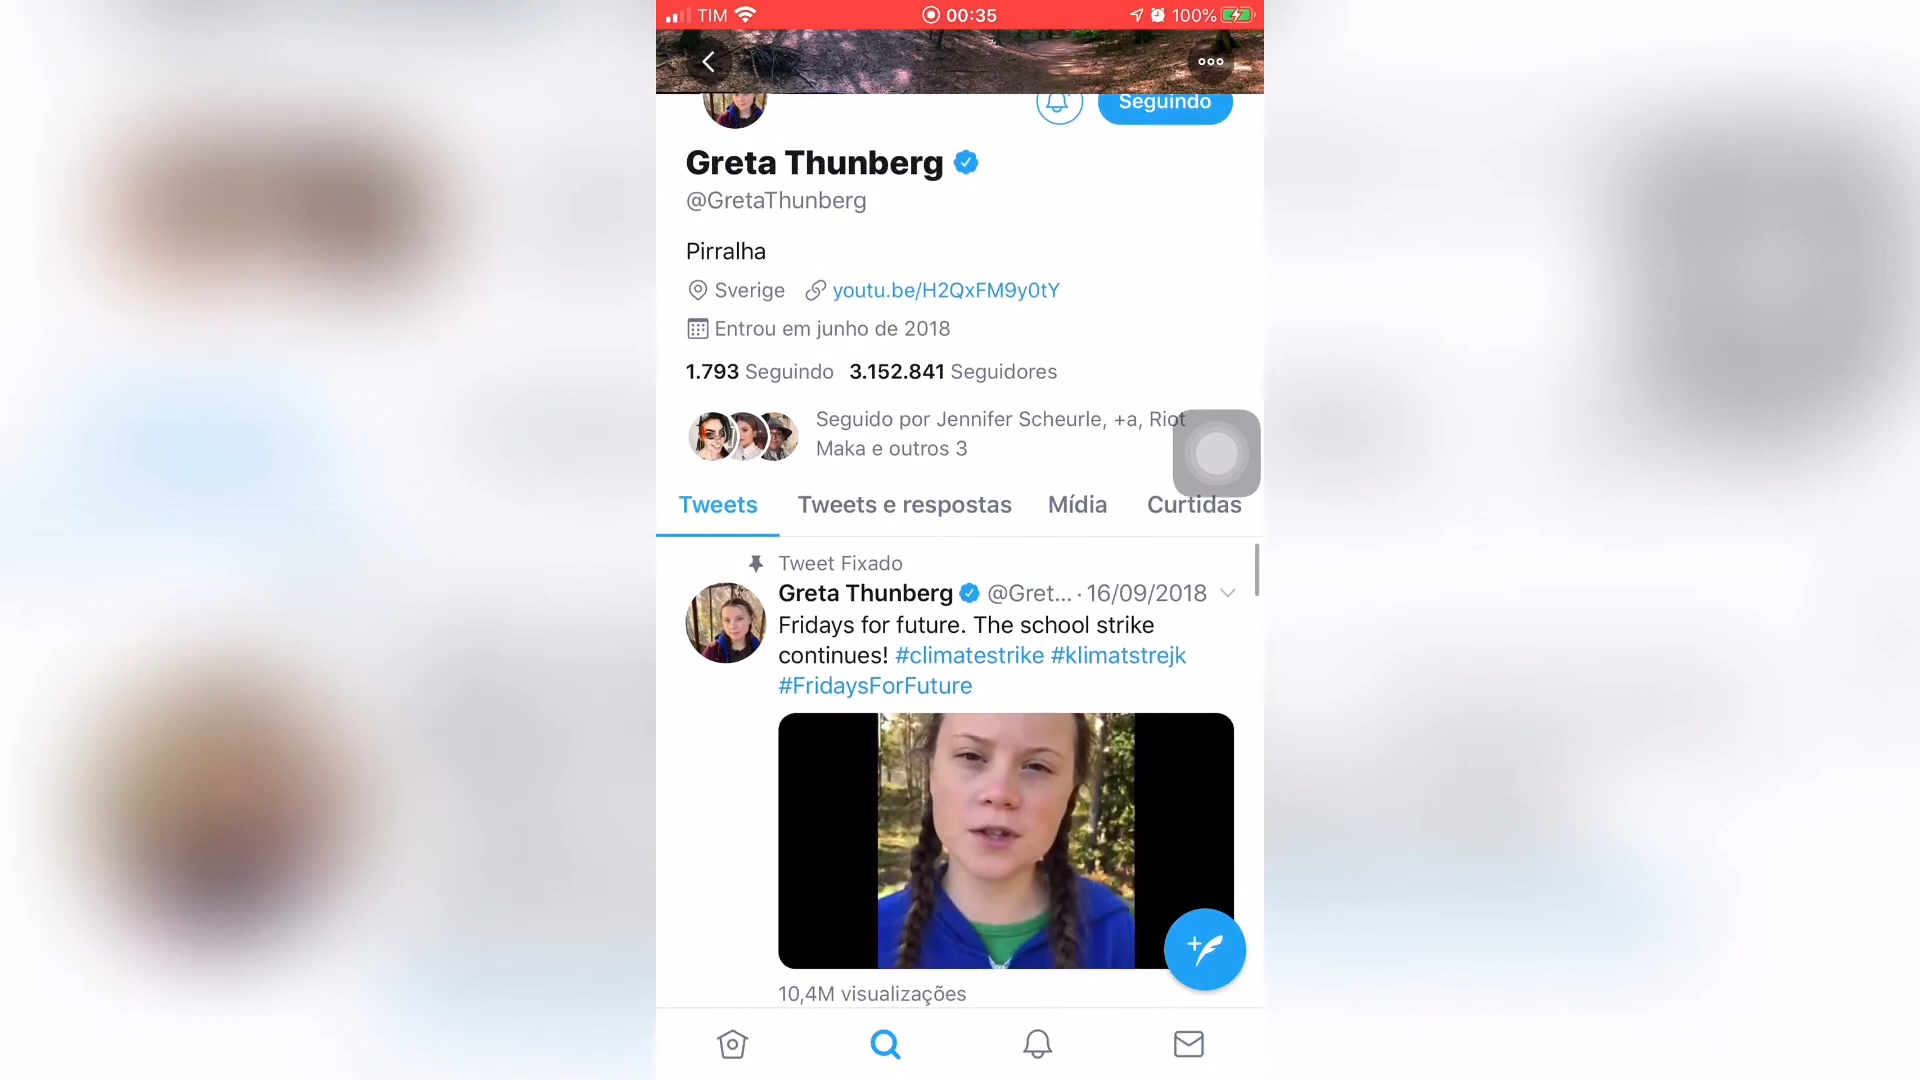 TIM 00:35 100%
Seguindo
Greta Thunberg
@GretaThunberg
Pirralha
Sverige youtu.be/H2QxFM9y0tY
Entrou em junho de 2018
1.793 Seguindo 3.152.841 Seguidores
Seguido por Jennifer Scheurle, +a, Riot
Maka e outros 3
Tweets Tweets e respostas Mídia Curtidas
Tweet Fixado
Greta Thunberg @Gret... · 16/09/2018
Fridays for future. The school strike
continues! #climatestrike #klimatstrejk
#FridaysForFuture
10,4M visualizações